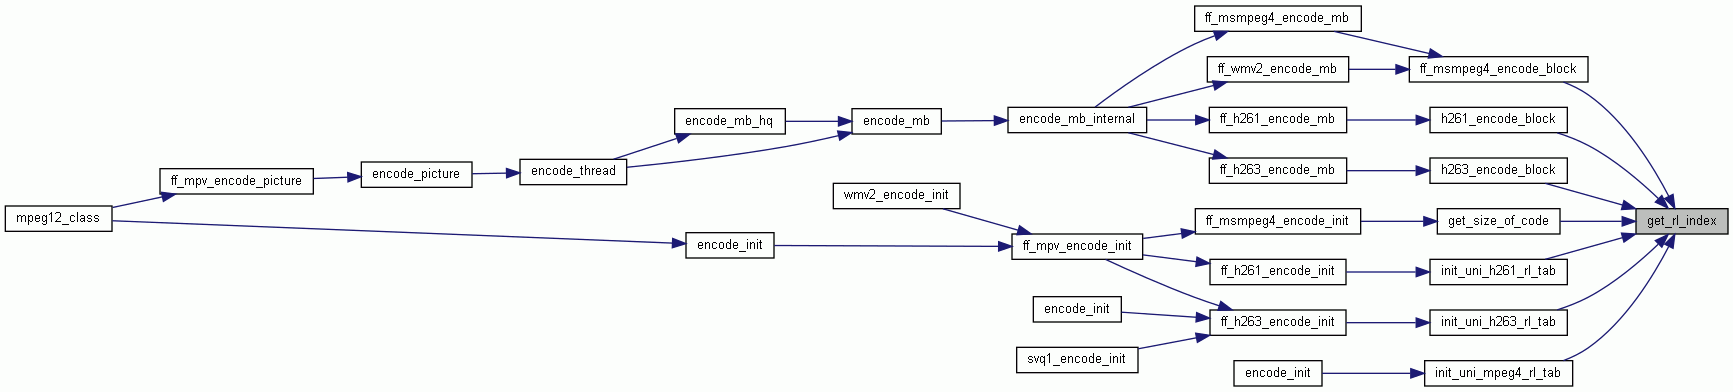 ff_msmpeg4_encode_mb
ff_wmv2_encode_mb
ff_msmpeg4_encode_block
encode_mb_hq
encode_mb
encode_mb_internal
ff_h261_encode_mb
h261_encode_block
ff_mpv_encode_picture
encode_picture
encode_thread
ff_h263_encode_mb
h263_encode_block
wmv2_encode_init
mpeg12_class
ff_msmpeg4_encode_init
get_size_of_code
get_rl_index
encode_init
ff_mpv_encode_init
ff_h261_encode_init
init_uni_h261_rl_tab
encode_init
ff_h263_encode_init
init_uni_h263_rl_tab
svq1_encode_init
encode_init
init_uni_mpeg4_rl_tab